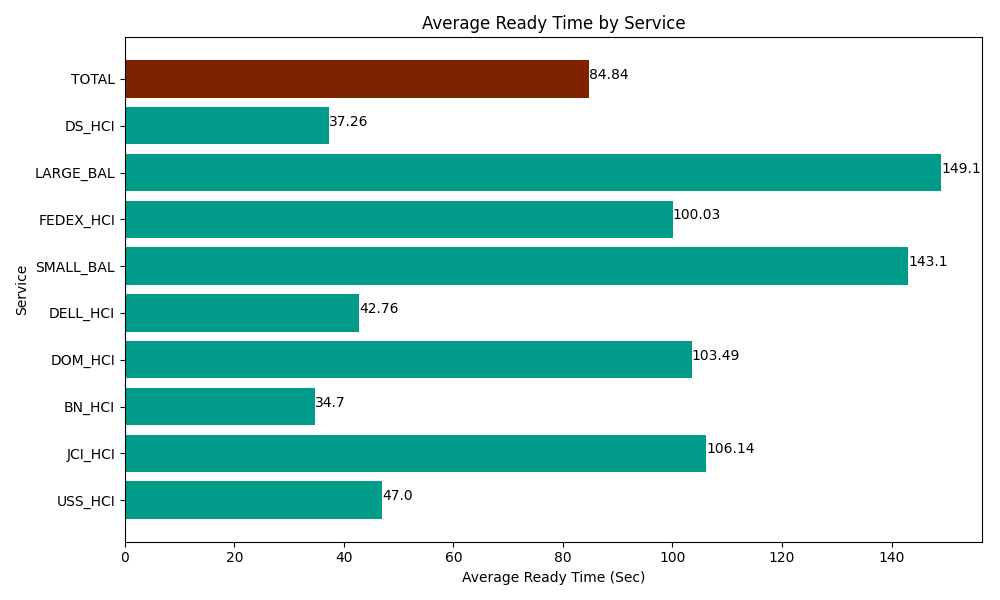 Average Ready Time by Service
TOTAL 84.84
DS_HCI 37.26
LARGE_BAL 149.1
FEDEX_HCI 100.03
SMALL_BAL 143.1
DELL_HCI 42.76
DOM_HCI 103.49
BN_HCI 34.7
JCI_HCI 106.14
USS_HCI 47.0
Service
0 20 40 60 80 100 120 140
Average Ready Time (Sec)